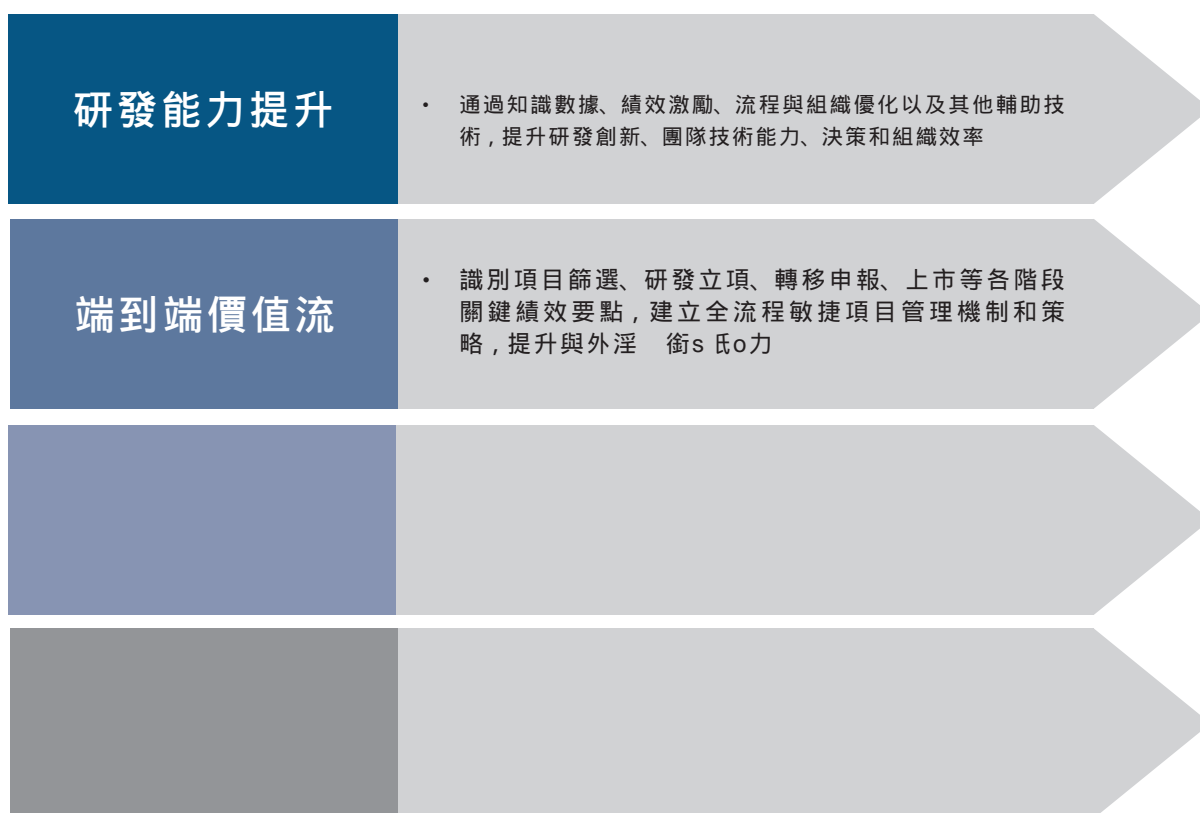 研發能力提升
• 通過知識數據、績效激勵、流程與組織優化以及其他輔助技
術,提升研發創新、團隊技術能力、決策和組織效率
端到端價值流
• 識別項目篩選、研發立項、轉移申報、上市等各階段
關鍵績效要點,建立全流程敏捷項目管理機制和策
略,提升與外淫 銜s 氐o力